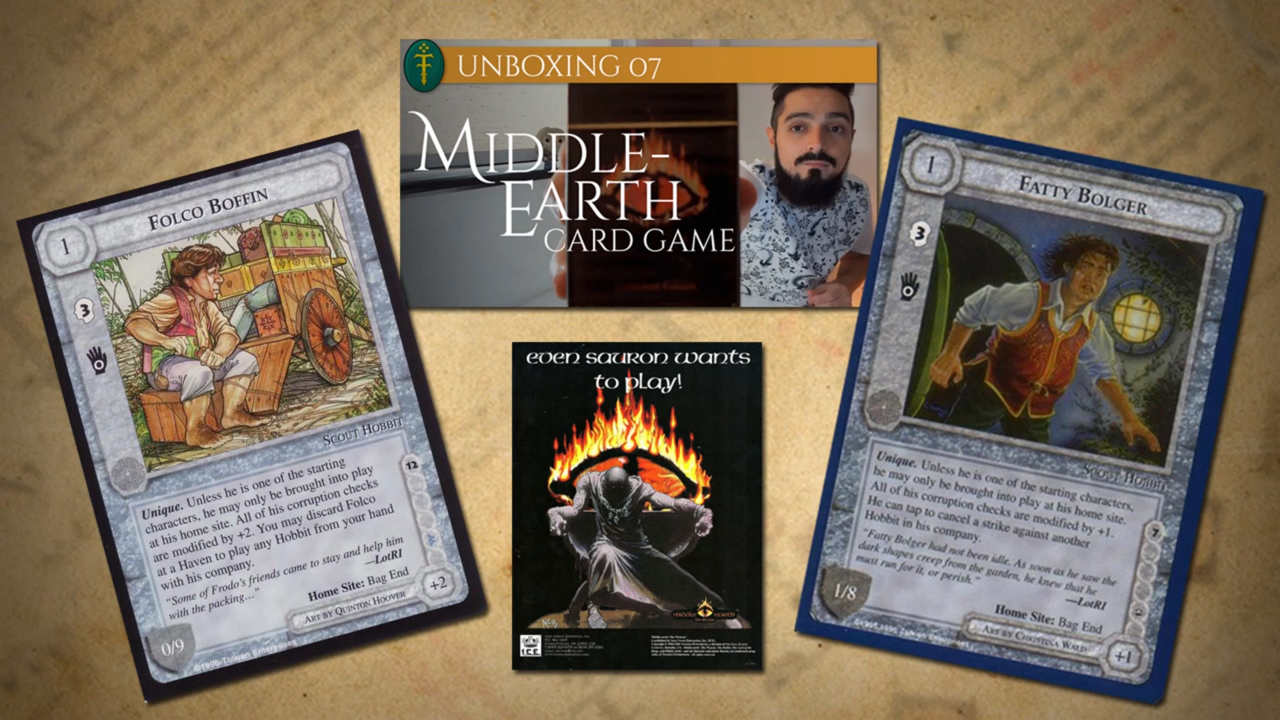 UNBOXING 07
MIDDLE-
EARTH
CARD GAME
1
FOLCO BOFFIN
3
SCOUT HOBBIT
12
Unique. Unless he is one of the starting
characters, he may only be brought into play
at his home site. All of his corruption checks
are modified by +2. You may discard Folco
at a Haven to play any Hobbit from your hand
with his company.
"Some of Frodo's friends came to stay and help him
with the packing..."
—LotRI
Home Site: Bag End
ART BY QUINTON HOOVER
+2
0/9
even sauron wants
to play!
middle earth
I.C.E.
1
FATTY BOLGER
3
SCOUT HOBBIT
7
Unique. Unless he is one of the starting characters,
he may only be brought into play at his home site.
All of his corruption checks are modified by +1.
He can tap to cancel a strike against another
Hobbit in his company.
"Fatty Bolger had not been idle. As soon as he saw the
dark shapes creep from the garden, he knew that he
must run for it, or perish."
—LotRI
Home Site: Bag End
ART BY CHRISTINA WALD
+1
1/8